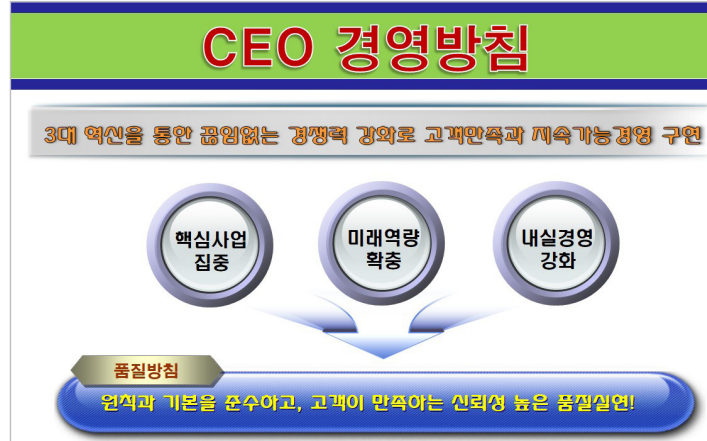 CEO 경영방침
3대 혁신을 통한 끊임없는 경쟁력 강화로 고객만족과 지속가능경영 구현
핵심사업
집중
미래역량
확충
내실경영
강화
품질방침
원칙과 기본을 준수하고, 고객이 만족하는 신뢰성 높은 품질실현!